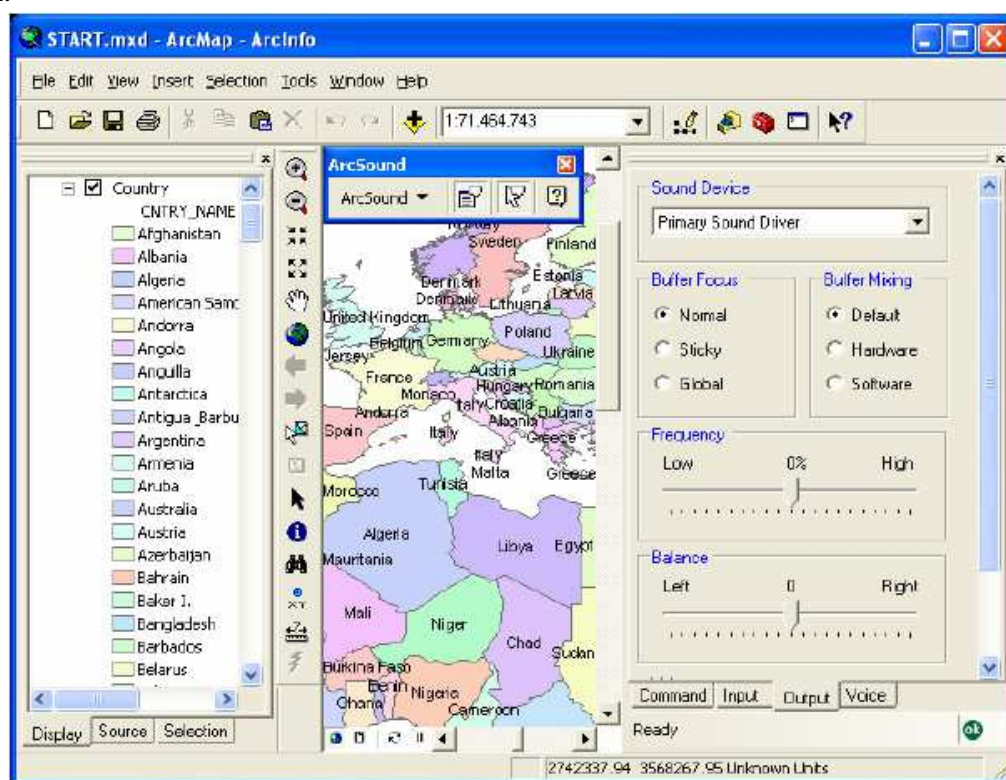 START.mxd - ArcMap - ArcInfo
File Edit View Insert Selection Tools Window Help
1:71.464.743
Country
CNTRY_NAME
Afghanistan
Albania
Algeria
American Samo
Andorra
Angola
Anguilla
Antarctica
Antigua_Barbu
Argentina
Armenia
Aruba
Australia
Austria
Azerbaijan
Bahrain
Baker I.
Bangladesh
Barbados
Belarus
Display Source Selection
ArcSound
ArcSound
Norway
Sweden
Finland
Denmark
Estonia
Denmark
Latvia
Lithuania
United Kingdom
Belgium
Germany
Poland
Jersey
Ukraine
France
Austria
Hungary
Romania
Monaco
Italy
Croatia
Andorra
Albania
Bulgaria
Spain
Italy
Greece
Italy
Malta
Greece
Morocco
Tunisia
Algeria
Libya
Egypt
Mauritania
Mali
Niger
Chad
Sudan
Burkina Faso
Benin
Ghana
Nigeria
Cameroon
Sound Device
Primary Sound Driver
Buffer Focus
Normal
Sticky
Global
Buffer Mixing
Default
Hardware
Software
Frequency
Low 0% High
Balance
Left 0 Right
Command Input Output Voice
Ready
ok
2742337.94 3568267.95 Unknown Units